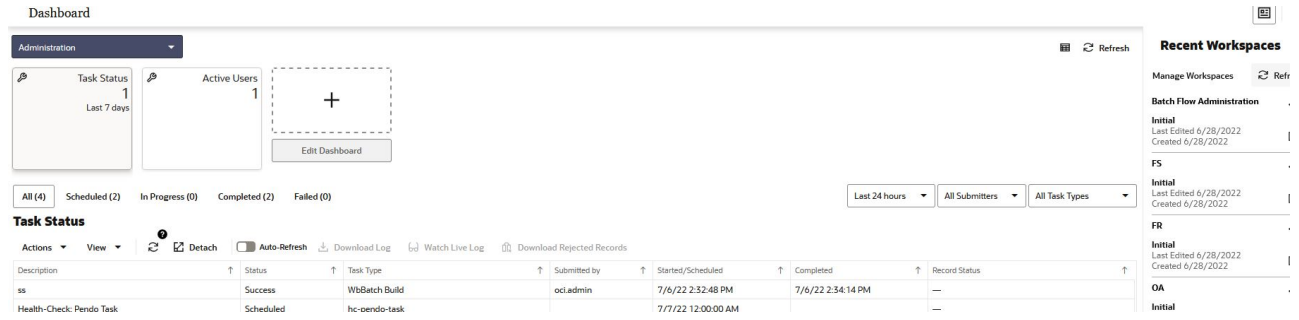 Dashboard
Administration
Refresh
Task Status
1
Last 7 days
Active Users
1
+
Edit Dashboard
All (4) Scheduled (2) In Progress (0) Completed (2) Failed (0)
Last 24 hours All Submitters All Task Types
Task Status
Actions View Detach Auto-Refresh Download Log Watch Live Log Download Rejected Records
Description Status Task Type Submitted by Started/Scheduled Completed Record Status
ss Success WbBatch Build oci.admin 7/6/22 2:32:48 PM 7/6/22 2:34:14 PM —
Health-Check: Pendo Task Scheduled hc-pendo-task 7/7/22 12:00:00 AM —
Recent Workspaces
Manage Workspaces Refr
Batch Flow Administration
Initial
Last Edited 6/28/2022
Created 6/28/2022
FS
Initial
Last Edited 6/28/2022
Created 6/28/2022
FR
Initial
Last Edited 6/28/2022
Created 6/28/2022
OA
Initial